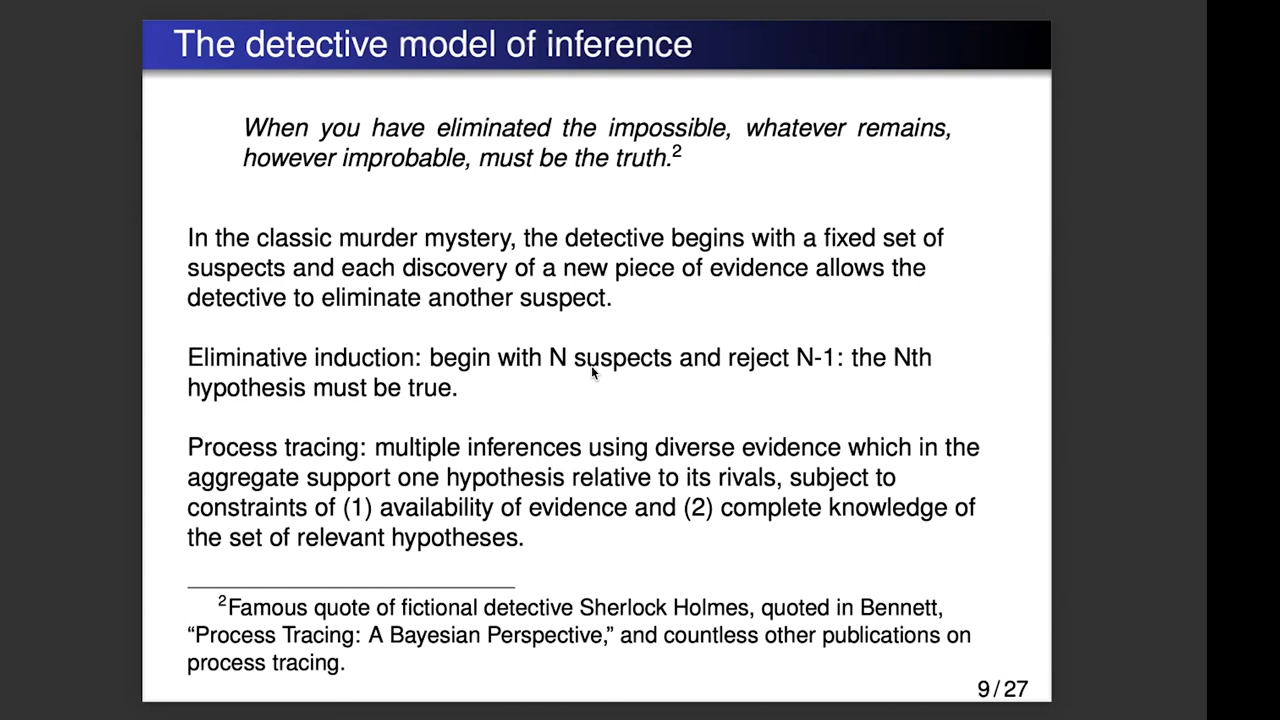 The detective model of inference
When you have eliminated the impossible, whatever remains,
however improbable, must be the truth.2
In the classic murder mystery, the detective begins with a fixed set of
suspects and each discovery of a new piece of evidence allows the
detective to eliminate another suspect.
Eliminative induction: begin with N suspects and reject N-1: the Nth
hypothesis must be true.
Process tracing: multiple inferences using diverse evidence which in the
aggregate support one hypothesis relative to its rivals, subject to
constraints of (1) availability of evidence and (2) complete knowledge of
the set of relevant hypotheses.
2Famous quote of fictional detective Sherlock Holmes, quoted in Bennett,
“Process Tracing: A Bayesian Perspective,” and countless other publications on
process tracing.
9 / 27